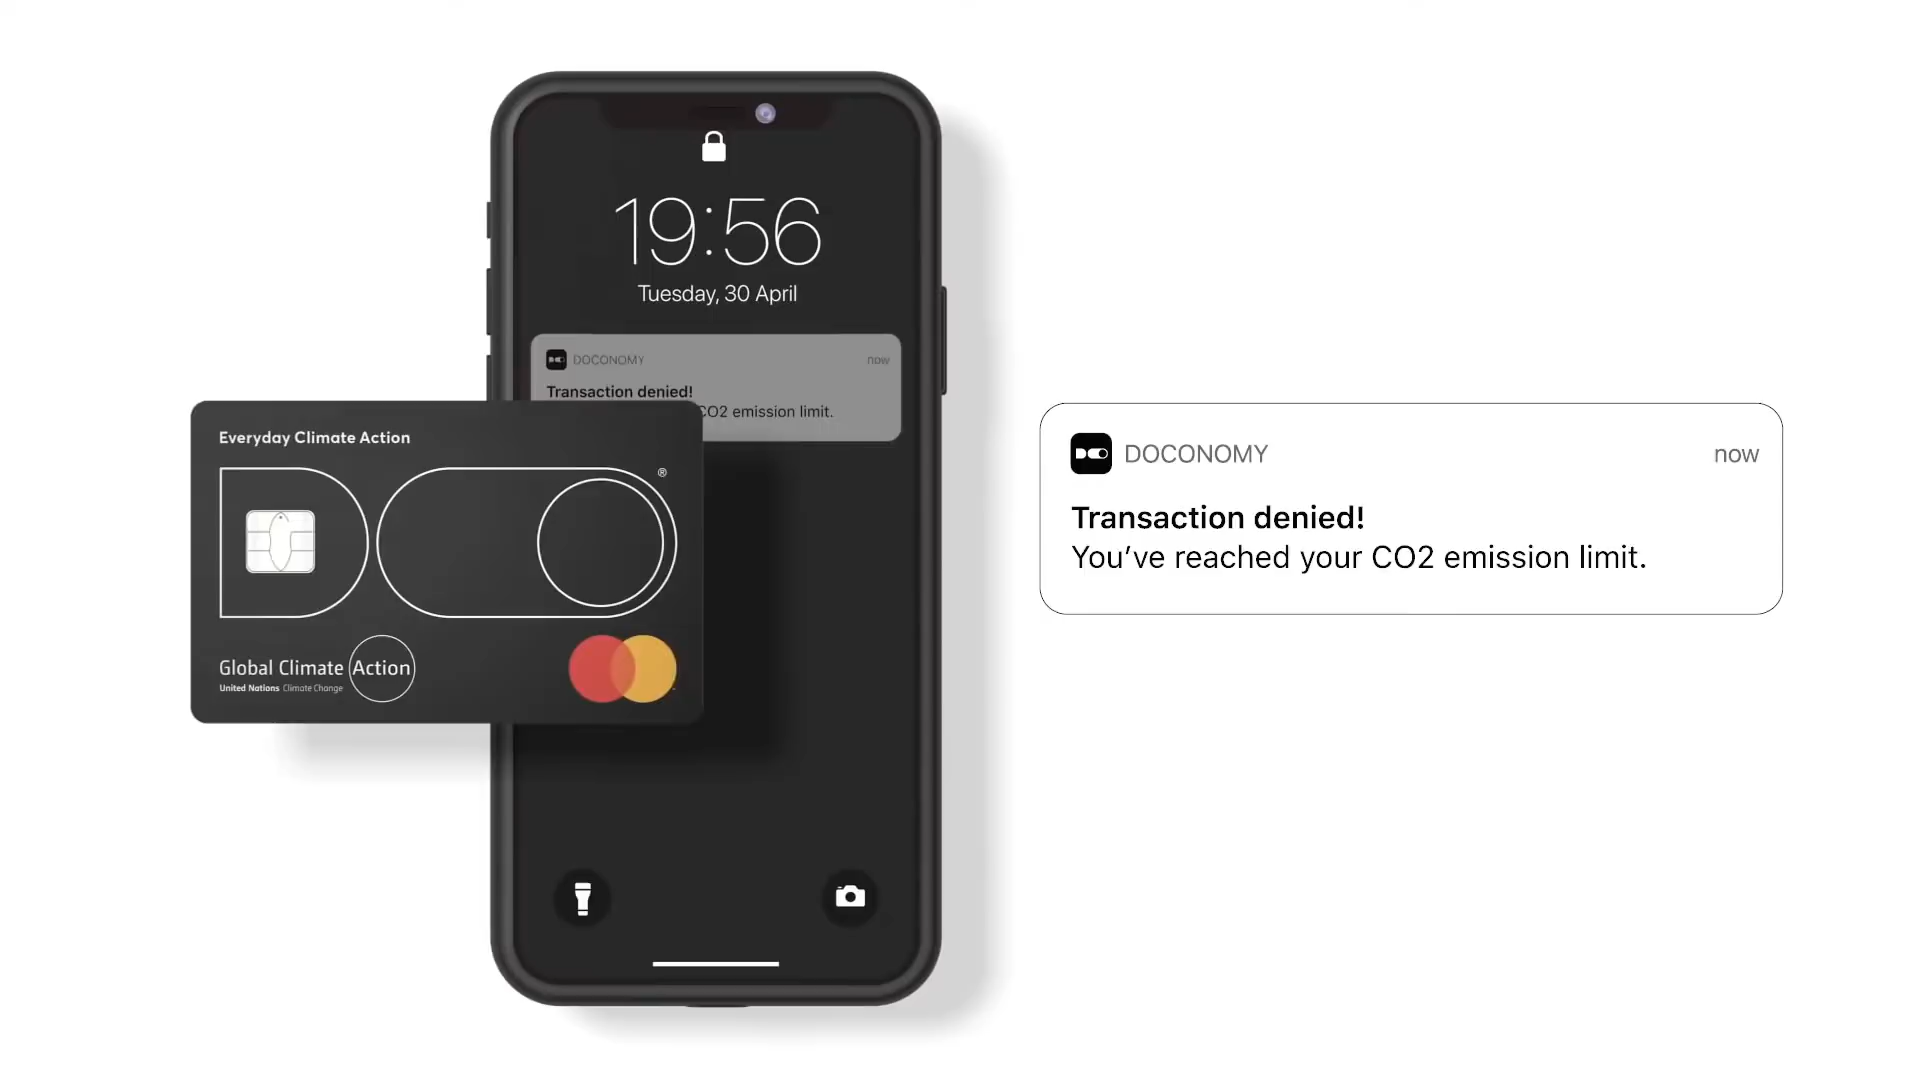 19:56
Tuesday, 30 April
DOCONOMY
now
Transaction denied!
CO2 emission limit.
Everyday Climate Action
®
Global Climate Action
United Nations Climate Change
DOCONOMY
now
Transaction denied!
You’ve reached your CO2 emission limit.